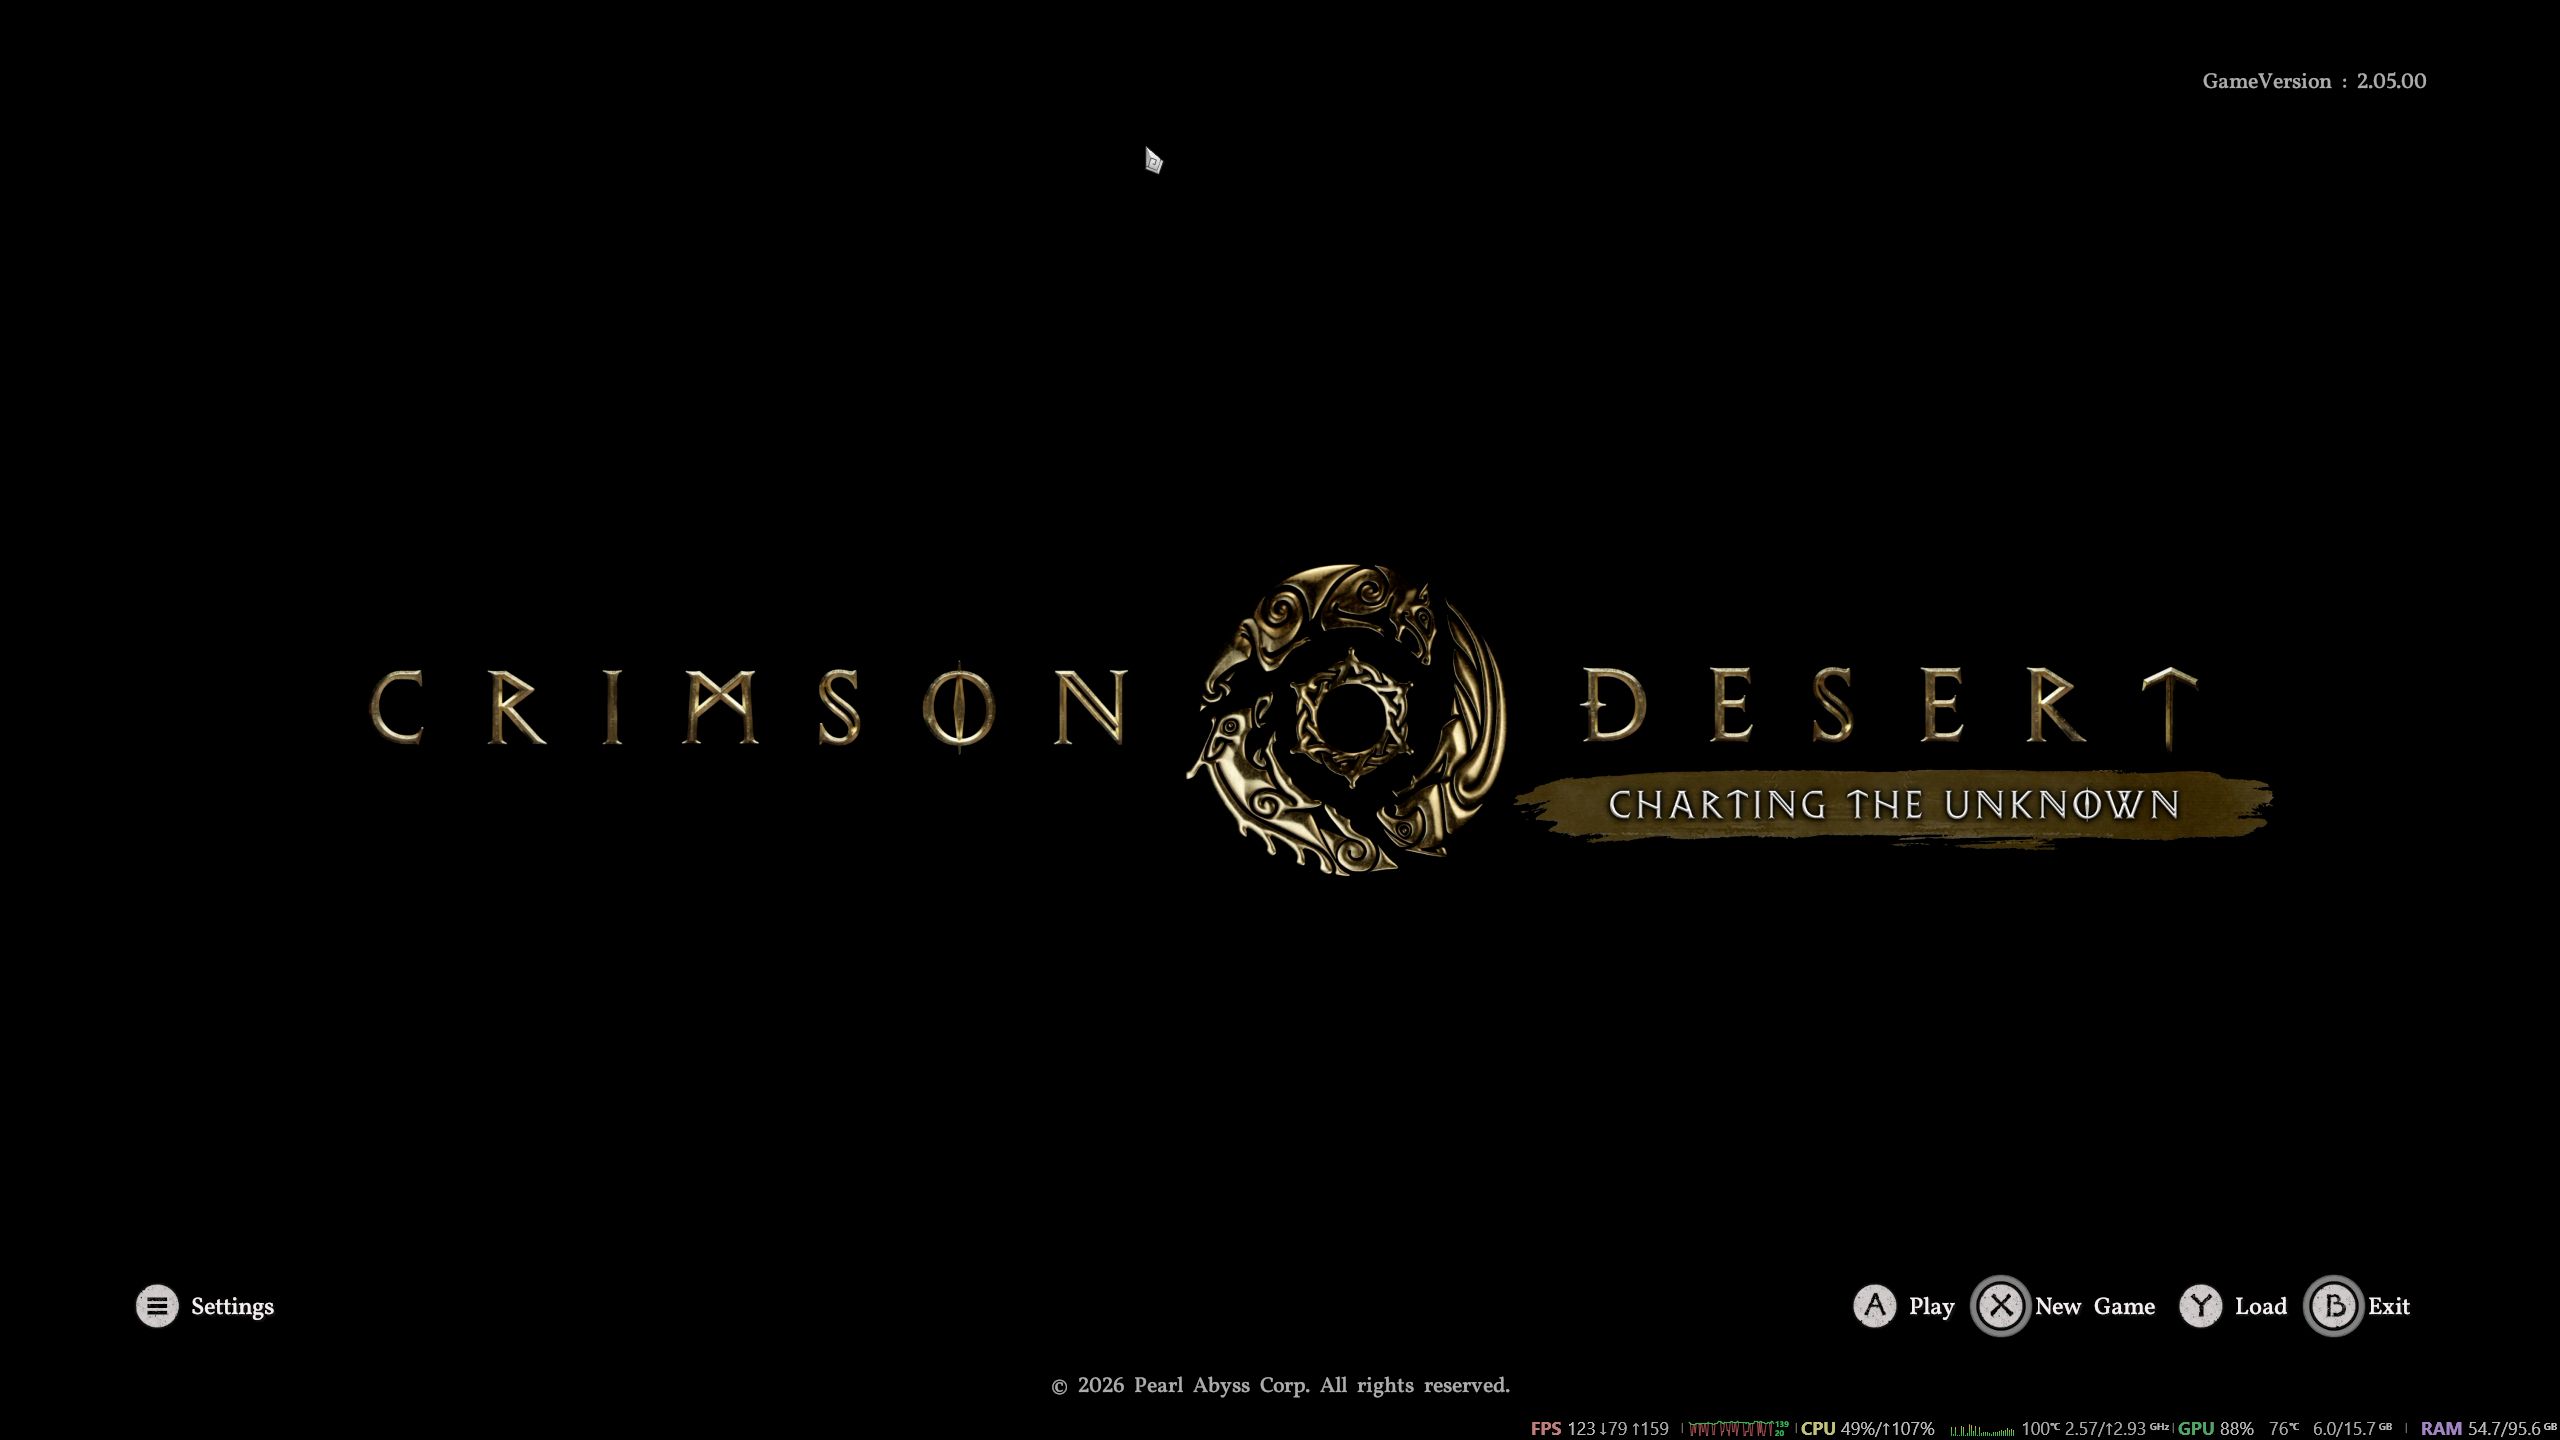 GameVersion : 2.05.00
CRIMSON DESERT
CHARTING THE UNKNOWN
Settings
A Play X New Game Y Load B Exit
© 2026 Pearl Abyss Corp. All rights reserved.
FPS 123 ↓79 ↑159 | 139 20 | CPU 49%/↑107% 100°C 2.57/↑2.93 GHz | GPU 88% 76°C 6.0/15.7 GB | RAM 54.7/95.6 GB